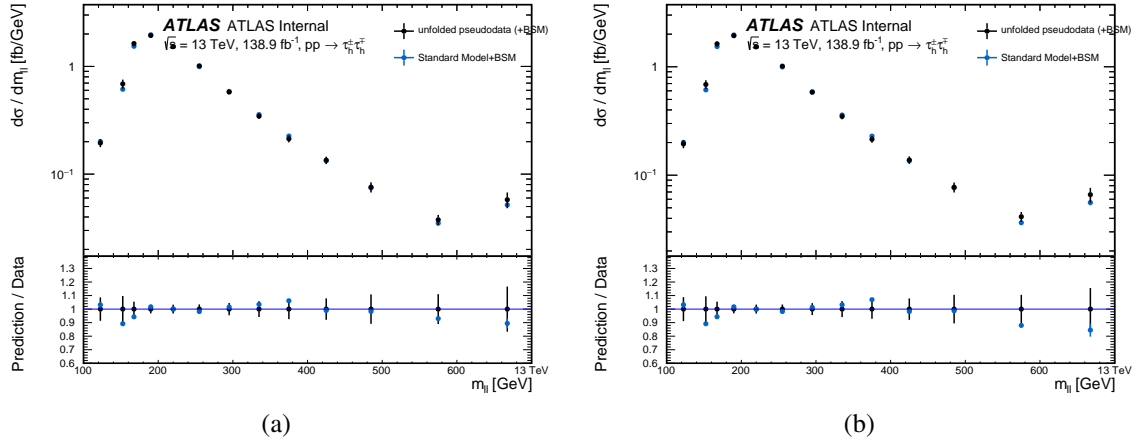 ATLAS ATLAS Internal
√s = 13 TeV, 138.9 fb⁻¹, pp → τ±h τ∓h
unfolded pseudodata (+BSM)
Standard Model+BSM
dσ / dm_ll [fb/GeV]
1
10⁻¹
Prediction / Data
1.3
1.2
1.1
1
0.9
0.8
0.7
0.6
100 200 300 400 500 600 13 TeV
m_ll [GeV]
(a)
ATLAS ATLAS Internal
√s = 13 TeV, 138.9 fb⁻¹, pp → τ±h τ∓h
unfolded pseudodata (+BSM)
Standard Model+BSM
dσ / dm_ll [fb/GeV]
1
10⁻¹
Prediction / Data
1.3
1.2
1.1
1
0.9
0.8
0.7
0.6
100 200 300 400 500 600 13 TeV
m_ll [GeV]
(b)